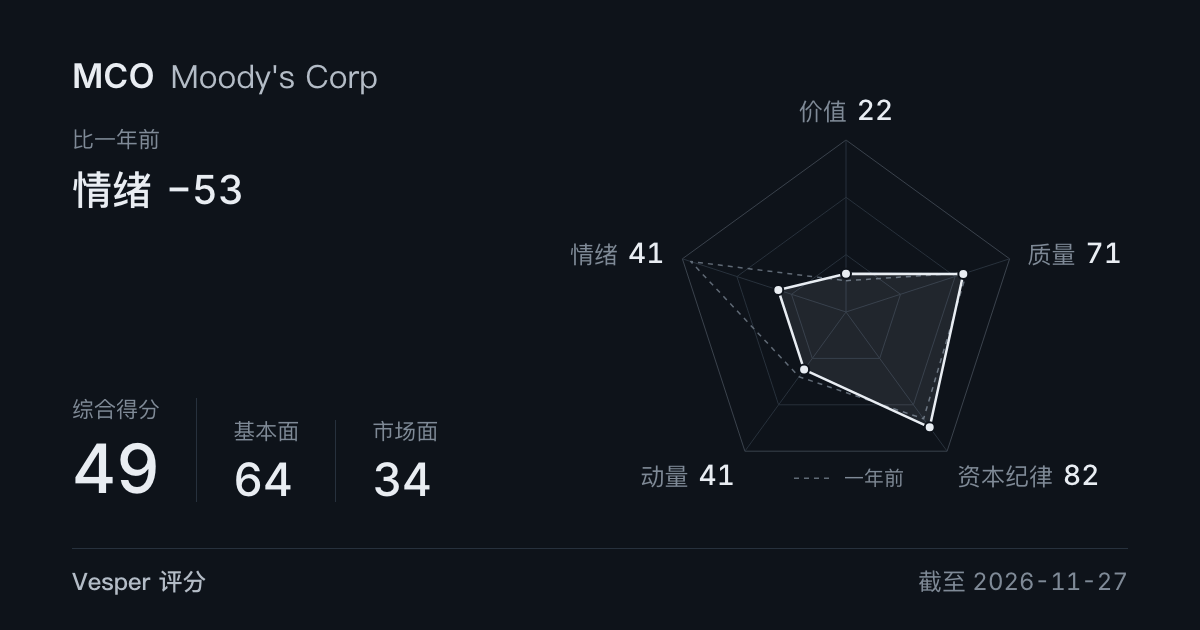 MCO Moody's Corp
比一年前
情绪 −53
价值 22
情绪 41
质量 71
动量 41
一年前
资本纪律 82
综合得分
49
基本面
64
市场面
34
Vesper 评分
截至 2026-11-27